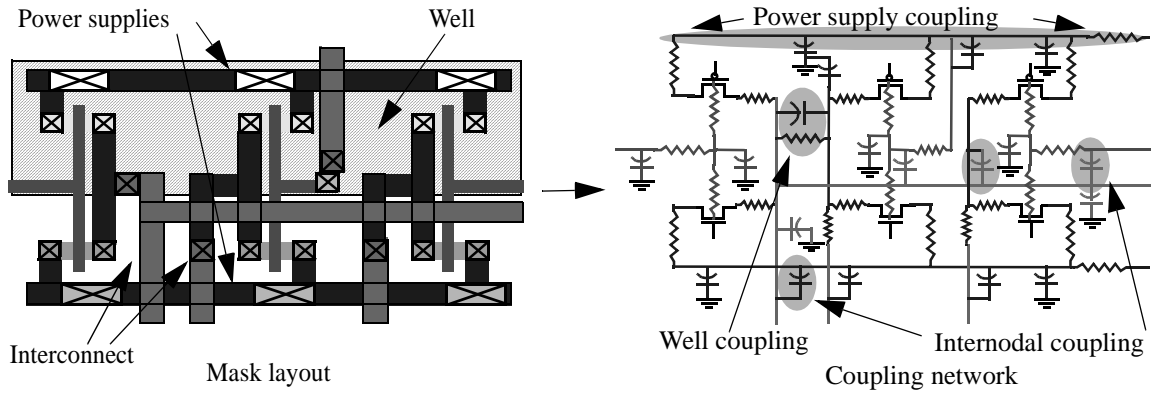 Power supplies
Well
Power supply coupling
Interconnect
Mask layout
Well coupling
Internodal coupling
Coupling network